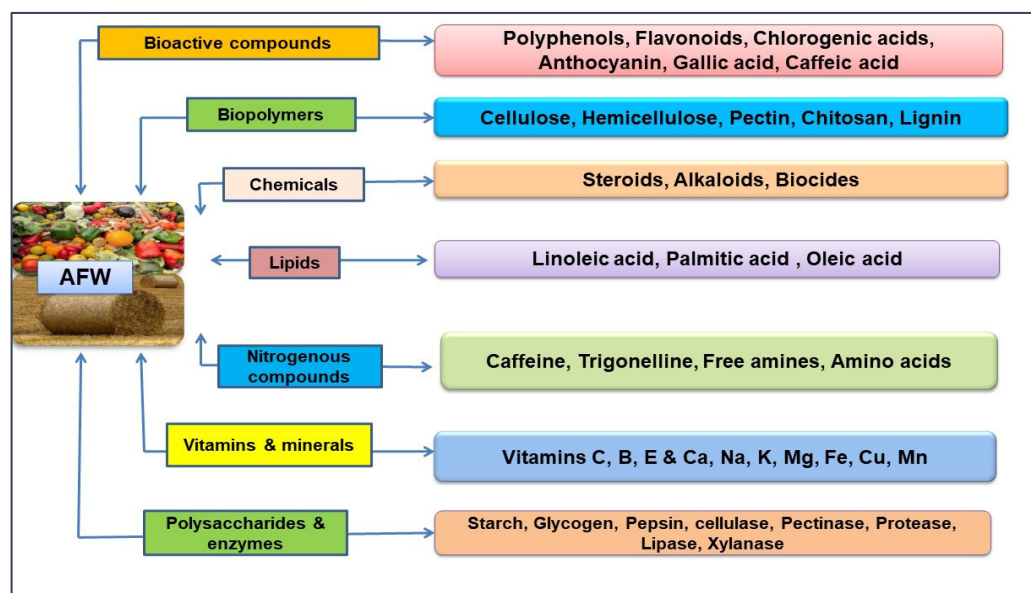 Bioactive compounds
Polyphenols, Flavonoids, Chlorogenic acids,
Anthocyanin, Gallic acid, Caffeic acid
Biopolymers
Cellulose, Hemicellulose, Pectin, Chitosan, Lignin
Chemicals
Steroids, Alkaloids, Biocides
AFW
Lipids
Linoleic acid, Palmitic acid , Oleic acid
Nitrogenous
compounds
Caffeine, Trigonelline, Free amines, Amino acids
Vitamins & minerals
Vitamins C, B, E & Ca, Na, K, Mg, Fe, Cu, Mn
Polysaccharides &
enzymes
Starch, Glycogen, Pepsin, cellulase, Pectinase, Protease,
Lipase, Xylanase